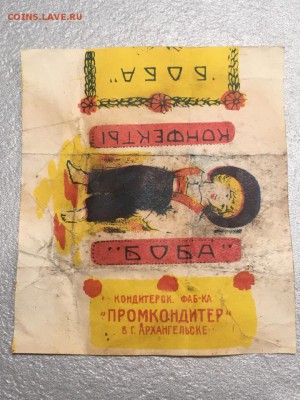 COINS.LAVE.RU
"БОБА"
КОНФЕКТЫ
"БОБА"
КОНДИТЕРСК. ФАБ-КА
"ПРОМКОНДИТЕР"
В Г. АРХАНГЕЛЬСКЕ